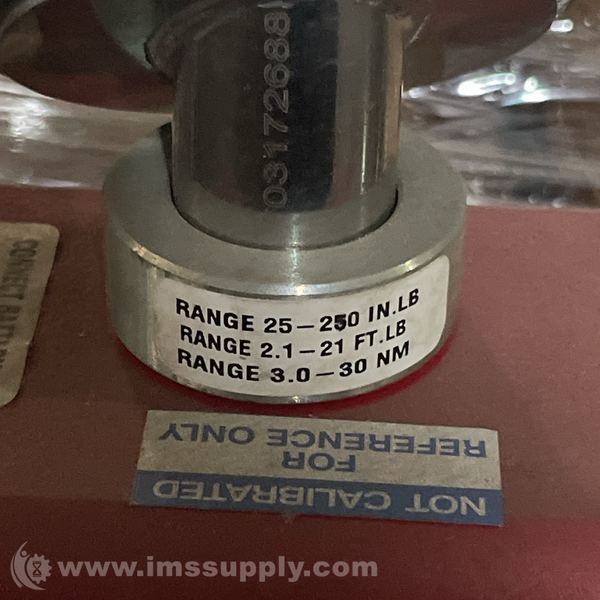 03172688
RANGE 25–250 IN.LB
RANGE 2.1–21 FT.LB
RANGE 3.0–30 NM
NOT CALIBRATED
FOR
REFERENCE ONLY
CONNECT
www.imssupply.com